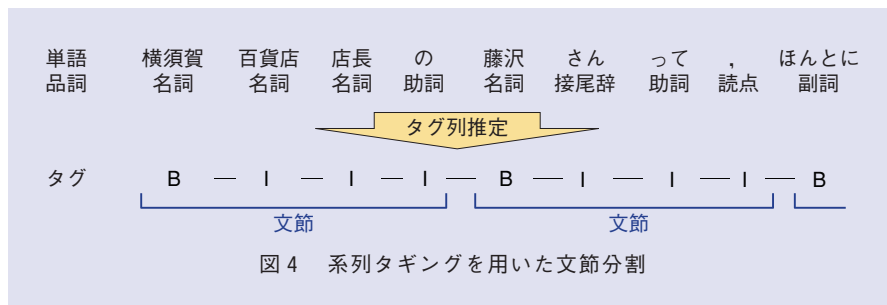 単語 横須賀 百貨店 店長 の 藤沢 さん って , ほんとに
品詞 名詞 名詞 名詞 助詞 名詞 接尾辞 助詞 読点 副詞
タグ列推定
タグ B — I — I — I — B — I — I — I — B
文節 文節
図4 系列タギングを用いた文節分割